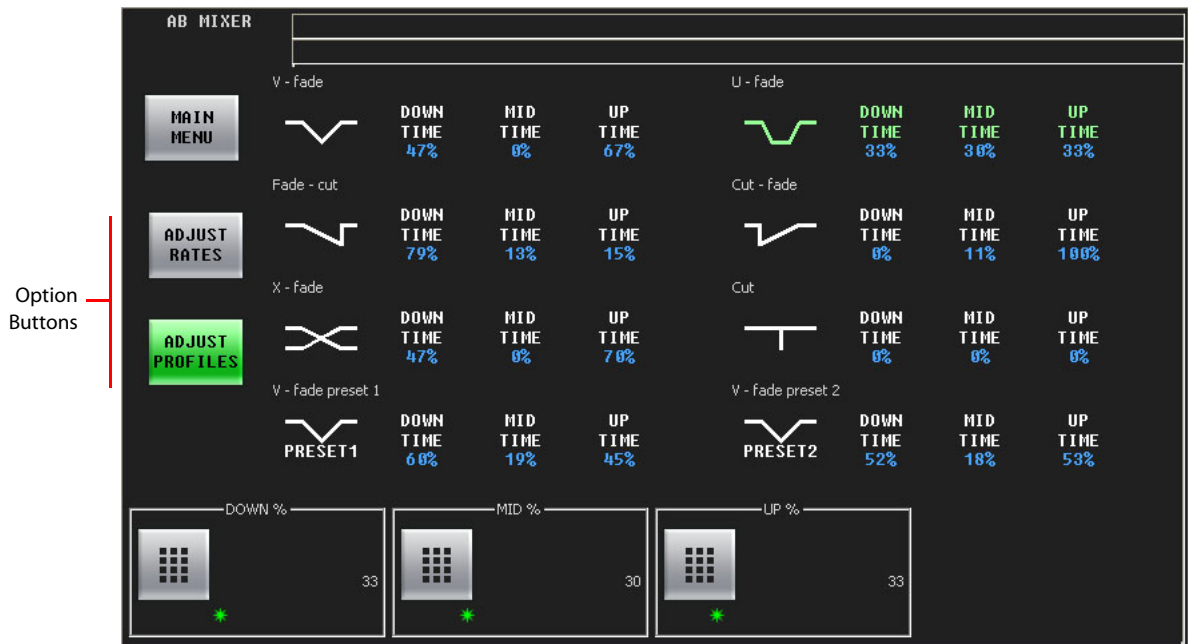 AB MIXER
V - fade
U - fade
MAIN
MENU
DOWN
TIME
47%
MID
TIME
0%
UP
TIME
67%
DOWN
TIME
33%
MID
TIME
30%
UP
TIME
33%
Fade - cut
Cut - fade
ADJUST
RATES
DOWN
TIME
79%
MID
TIME
13%
UP
TIME
15%
DOWN
TIME
0%
MID
TIME
11%
UP
TIME
100%
Option
Buttons
X - fade
Cut
ADJUST
PROFILES
DOWN
TIME
47%
MID
TIME
0%
UP
TIME
70%
DOWN
TIME
0%
MID
TIME
0%
UP
TIME
0%
V - fade preset 1
V - fade preset 2
PRESET1
DOWN
TIME
60%
MID
TIME
19%
UP
TIME
45%
PRESET2
DOWN
TIME
52%
MID
TIME
18%
UP
TIME
53%
DOWN %
33
MID %
30
UP %
33